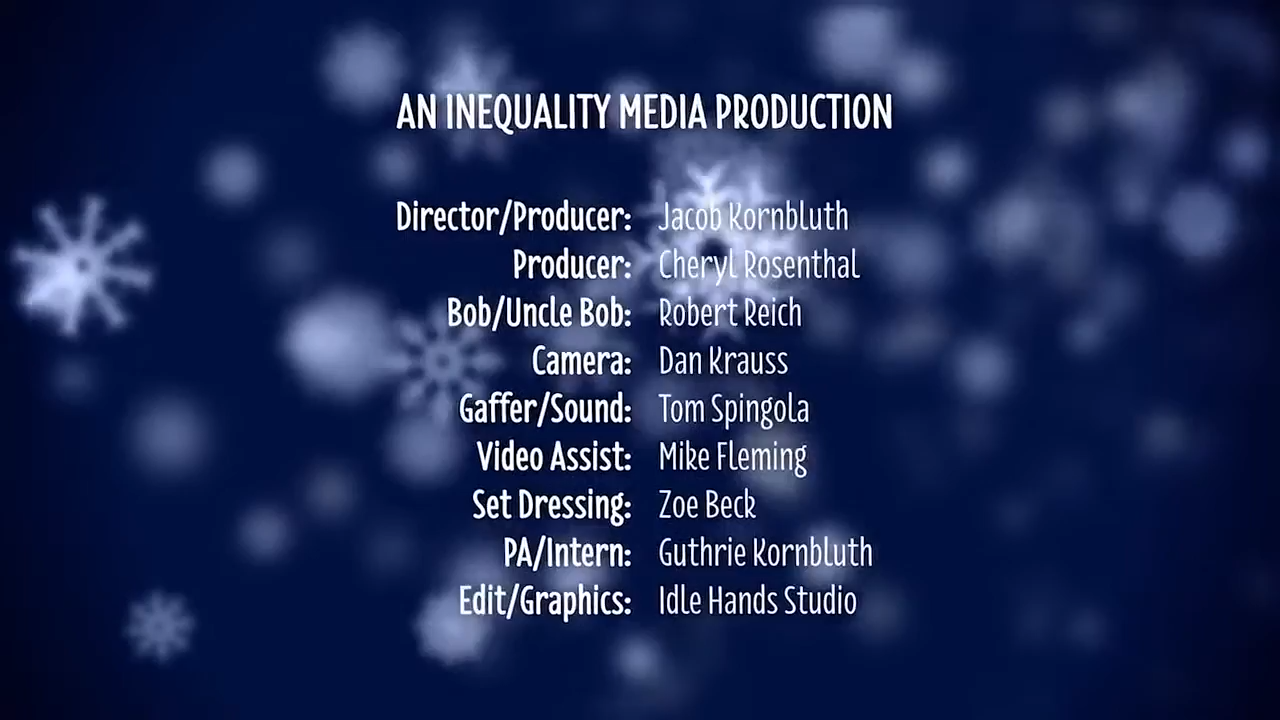 AN INEQUALITY MEDIA PRODUCTION
Director/Producer: Jacob Kornbluth
Producer: Cheryl Rosenthal
Bob/Uncle Bob: Robert Reich
Camera: Dan Krauss
Gaffer/Sound: Tom Spingola
Video Assist: Mike Fleming
Set Dressing: Zoe Beck
PA/Intern: Guthrie Kornbluth
Edit/Graphics: Idle Hands Studio